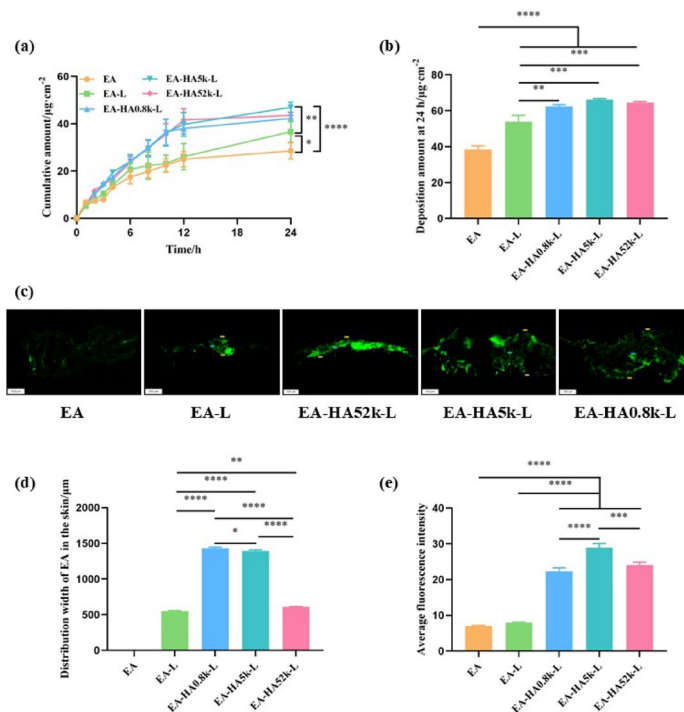 (a)
EA
EA-L
EA-HA0.8k-L
EA-HA5k-L
EA-HA52k-L
Cumulative amount/μg·cm⁻²
60
40
20
0
0
6
12
18
24
Time/h
**
*
****
(b)
Deposition amount at 24 h/μg·cm⁻²
100
80
60
40
20
0
****
***
***
**
EA
EA-L
EA-HA0.8k-L
EA-HA5k-L
EA-HA52k-L
(c)
EA
EA-L
EA-HA52k-L
EA-HA5k-L
EA-HA0.8k-L
(d)
Distribution width of EA in the skin/μm
2000
1500
1000
500
0
**
****
****
****
*
****
EA
EA-L
EA-HA0.8k-L
EA-HA5k-L
EA-HA52k-L
(e)
Average fluorescence intensity
40
30
20
10
0
****
****
***
****
EA
EA-L
EA-HA0.8k-L
EA-HA5k-L
EA-HA52k-L